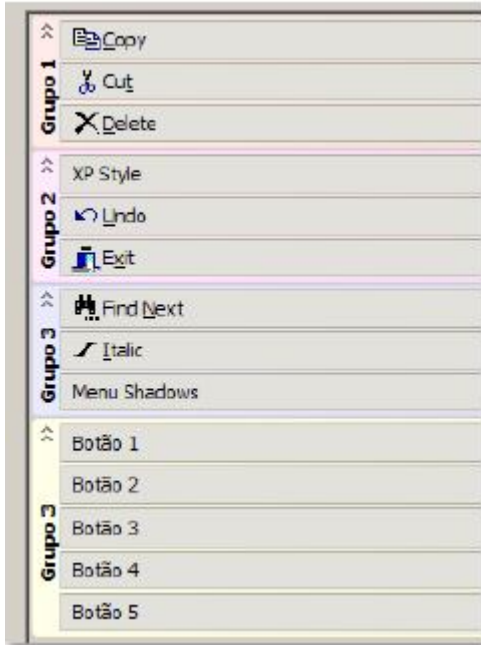 Grupo 1
Copy
Cut
Delete
Grupo 2
XP Style
Undo
Exit
Grupo 3
Find Next
Italic
Menu Shadows
Grupo 3
Botão 1
Botão 2
Botão 3
Botão 4
Botão 5